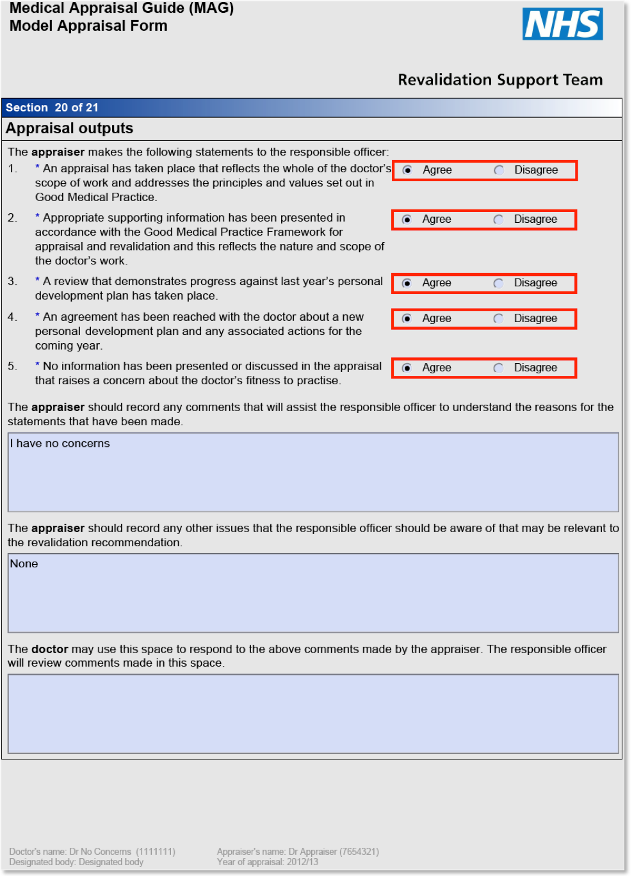 Medical Appraisal Guide (MAG)
Model Appraisal Form
NHS
Revalidation Support Team
Section 20 of 21
Appraisal outputs
The appraiser makes the following statements to the responsible officer:
1. * An appraisal has taken place that reflects the whole of the doctor's Agree Disagree
scope of work and addresses the principles and values set out in
Good Medical Practice.
2. * Appropriate supporting information has been presented in Agree Disagree
accordance with the Good Medical Practice Framework for
appraisal and revalidation and this reflects the nature and scope of
the doctor's work.
3. * A review that demonstrates progress against last year's personal Agree Disagree
development plan has taken place.
4. * An agreement has been reached with the doctor about a new Agree Disagree
personal development plan and any associated actions for the
coming year.
5. * No information has been presented or discussed in the appraisal Agree Disagree
that raises a concern about the doctor's fitness to practise.
The appraiser should record any comments that will assist the responsible officer to understand the reasons for the
statements that have been made.
I have no concerns
The appraiser should record any other issues that the responsible officer should be aware of that may be relevant to
the revalidation recommendation.
None
The doctor may use this space to respond to the above comments made by the appraiser. The responsible officer
will review comments made in this space.
Doctor's name: Dr No Concerns (1111111) Appraiser's name: Dr Appraiser (7654321)
Designated body: Designated body Year of appraisal: 2012/13